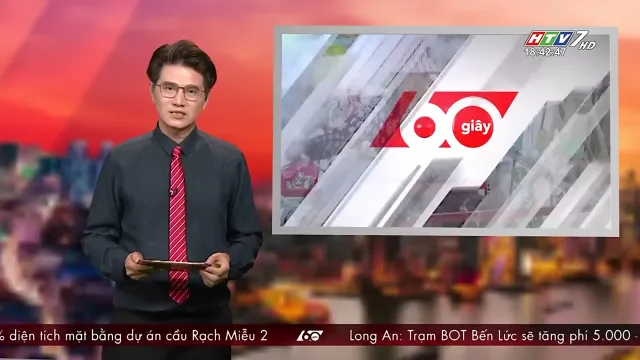 HTV7 HD
18:42:47
60 giây
% diện tích mặt bằng dự án cầu Rạch Miễu 2 60 Long An: Trạm BOT Bến Lức sẽ tăng phí 5.000 -